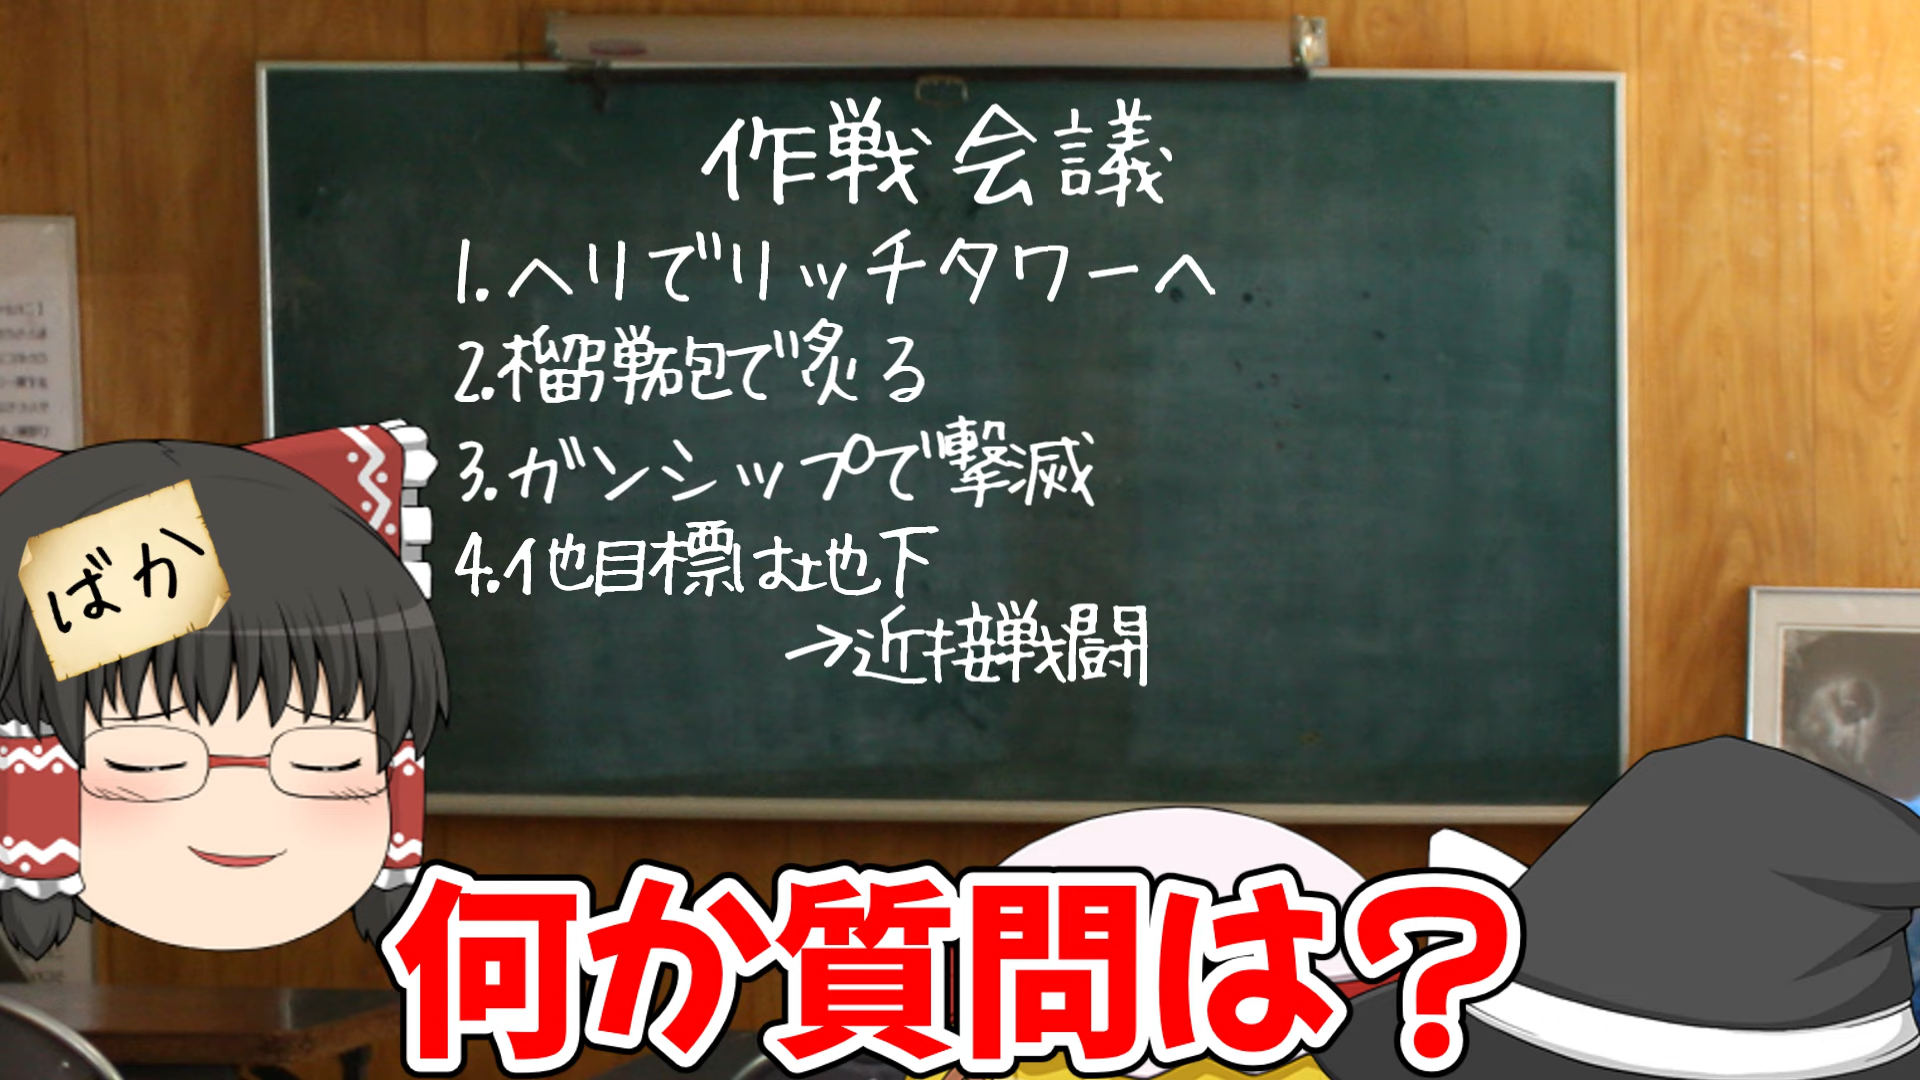 作戦会議
1.ヘリでリッチタワーへ
2.榴弾砲で炙る
3.ガンシップで撃滅
4.他目標は地下
→近接戦闘
ばか
何か質問は?